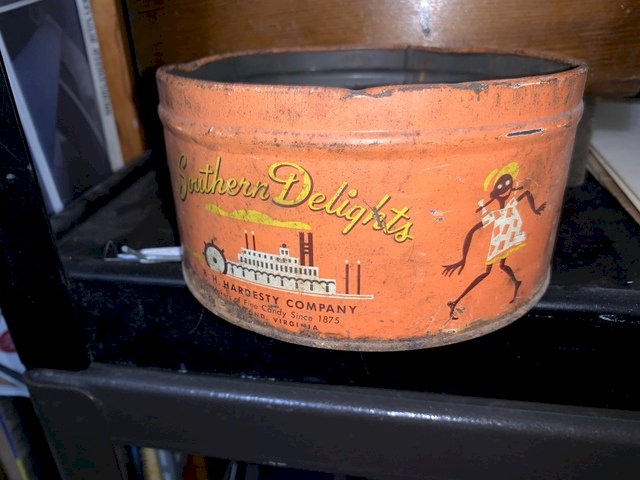 Southern Delights
R. H. HARDESTY COMPANY
of Fine Candy Since 1875
VIRGINIA